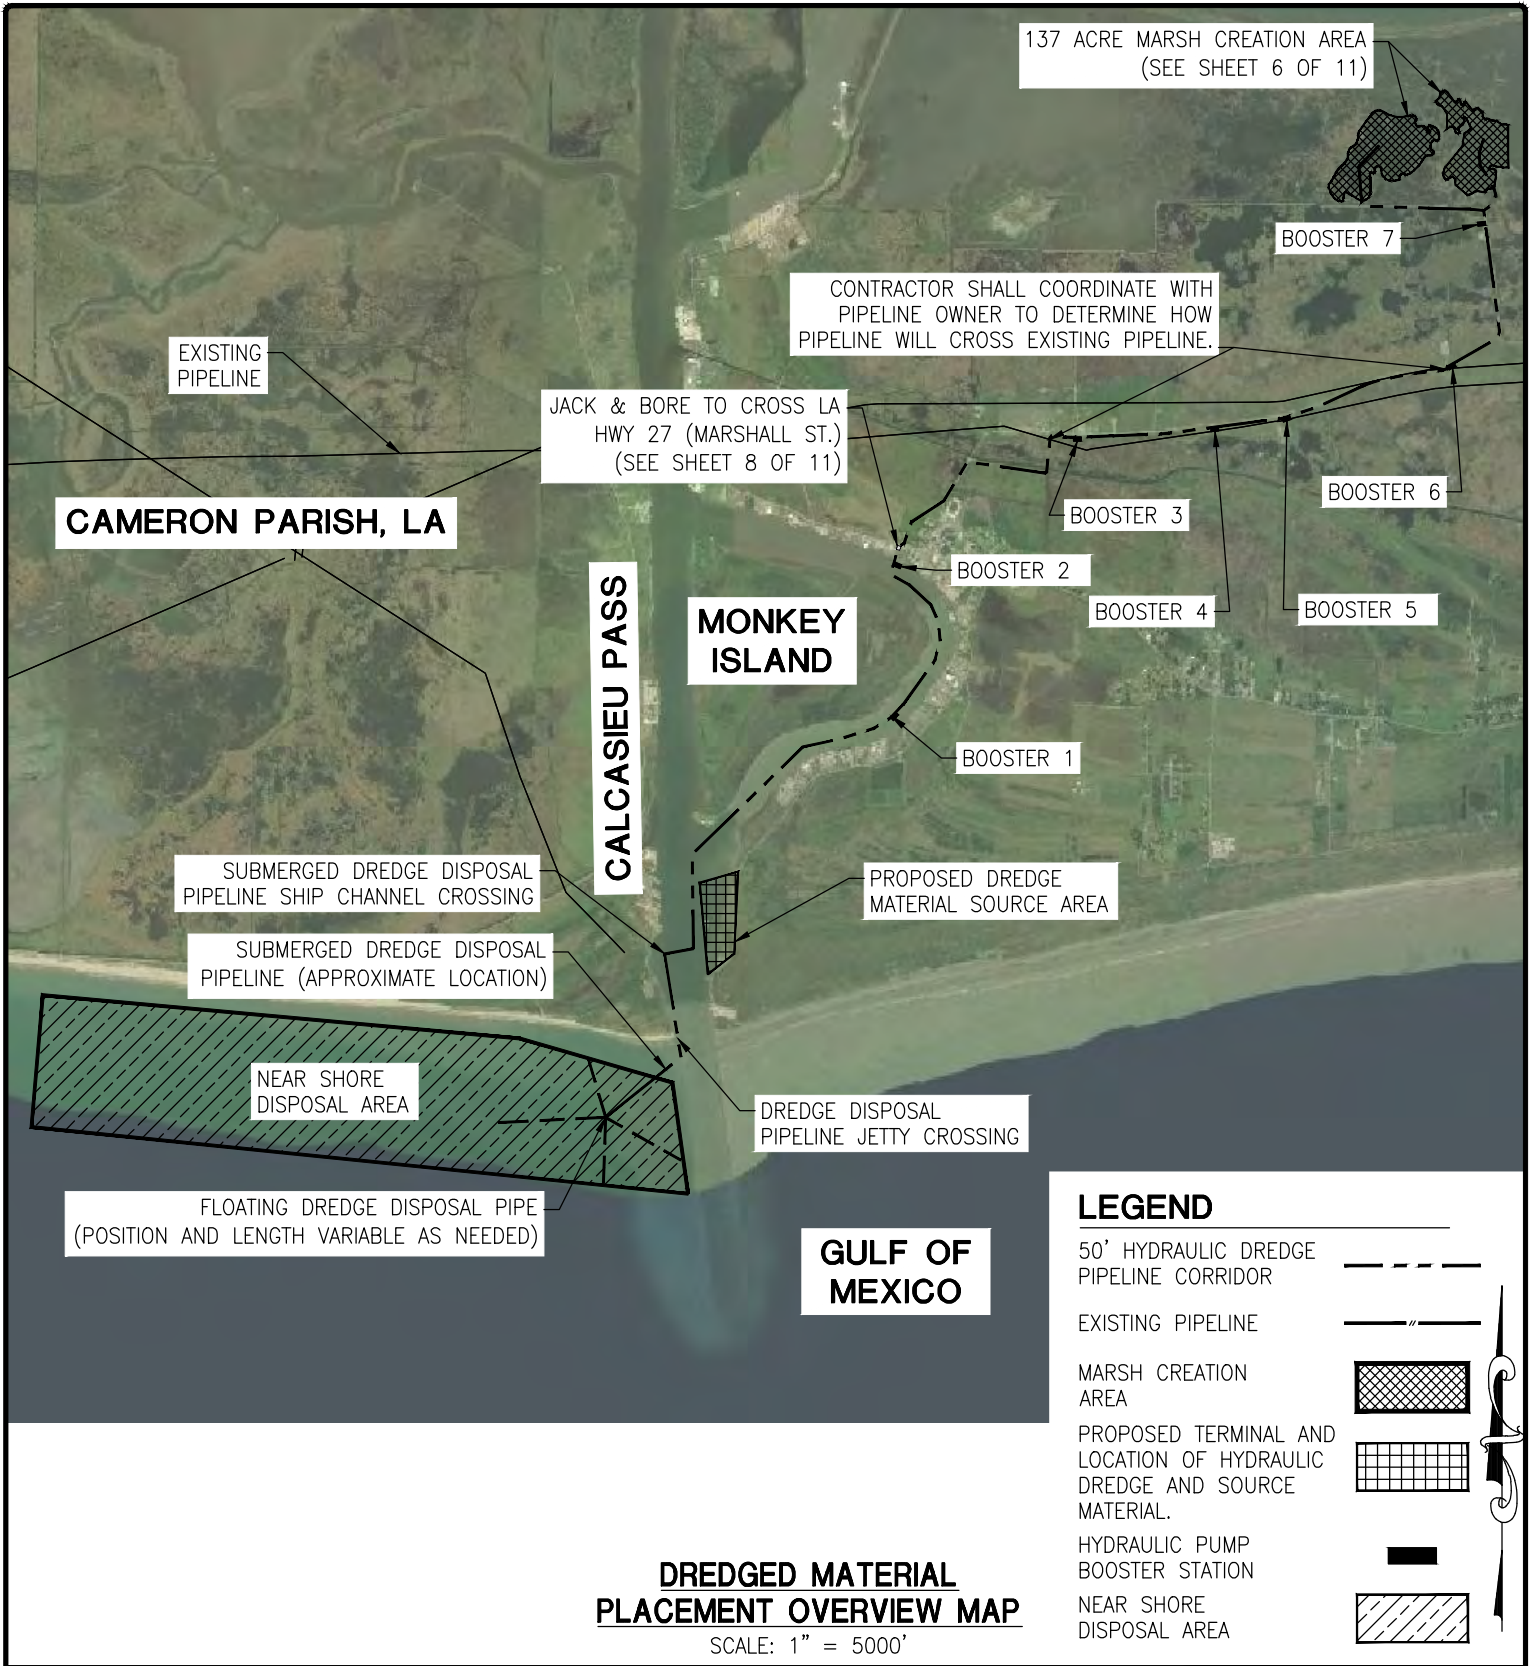 137 ACRE MARSH CREATION AREA
(SEE SHEET 6 OF 11)
BOOSTER 7
CONTRACTOR SHALL COORDINATE WITH
PIPELINE OWNER TO DETERMINE HOW
PIPELINE WILL CROSS EXISTING PIPELINE.
EXISTING
PIPELINE
JACK & BORE TO CROSS LA
HWY 27 (MARSHALL ST.)
(SEE SHEET 8 OF 11)
BOOSTER 6
CAMERON PARISH, LA
BOOSTER 3
BOOSTER 2
BOOSTER 4
BOOSTER 5
CALCASIEU PASS
MONKEY
ISLAND
BOOSTER 1
SUBMERGED DREDGE DISPOSAL
PIPELINE SHIP CHANNEL CROSSING
PROPOSED DREDGE
MATERIAL SOURCE AREA
SUBMERGED DREDGE DISPOSAL
PIPELINE (APPROXIMATE LOCATION)
NEAR SHORE
DISPOSAL AREA
DREDGE DISPOSAL
PIPELINE JETTY CROSSING
FLOATING DREDGE DISPOSAL PIPE
(POSITION AND LENGTH VARIABLE AS NEEDED)
GULF OF
MEXICO
LEGEND
50' HYDRAULIC DREDGE
PIPELINE CORRIDOR
EXISTING PIPELINE
MARSH CREATION
AREA
PROPOSED TERMINAL AND
LOCATION OF HYDRAULIC
DREDGE AND SOURCE
MATERIAL.
HYDRAULIC PUMP
BOOSTER STATION
NEAR SHORE
DISPOSAL AREA
DREDGED MATERIAL
PLACEMENT OVERVIEW MAP
SCALE: 1" = 5000'